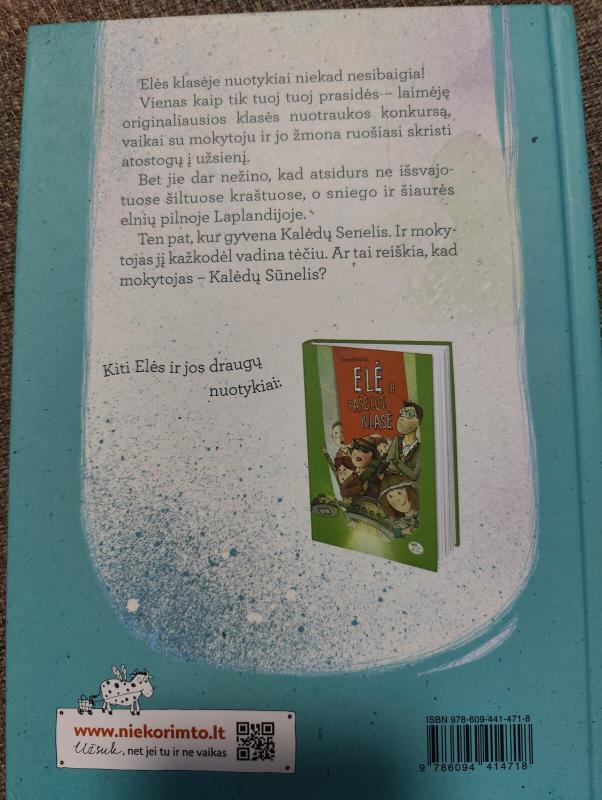 Elės klasėje nuotykiai niekad nesibaigia!
Vienas kaip tik tuoj tuoj prasidės – laimėję
originaliausios klasės nuotraukos konkursą,
vaikai su mokytoju ir jo žmona ruošiasi skristi
atostogų į užsienį.
Bet jie dar nežino, kad atsidurs ne išsvajo-
tuose šiltuose kraštuose, o sniego ir šiaurės
elnių pilnoje Laplandijoje.
Ten pat, kur gyvena Kalėdų Senelis. Ir moky-
tojas jį kažkodėl vadina tėčiu. Ar tai reiškia, kad
mokytojas – Kalėdų Sūnelis?
Kiti Elės ir jos draugų
nuotykiai:
ELĖ IR
PAŠĖLUSI
KLASĖ
www.niekorimto.lt
Užsuk, net jei tu ir ne vaikas
ISBN 978-609-441-471-8
9 786094 414718